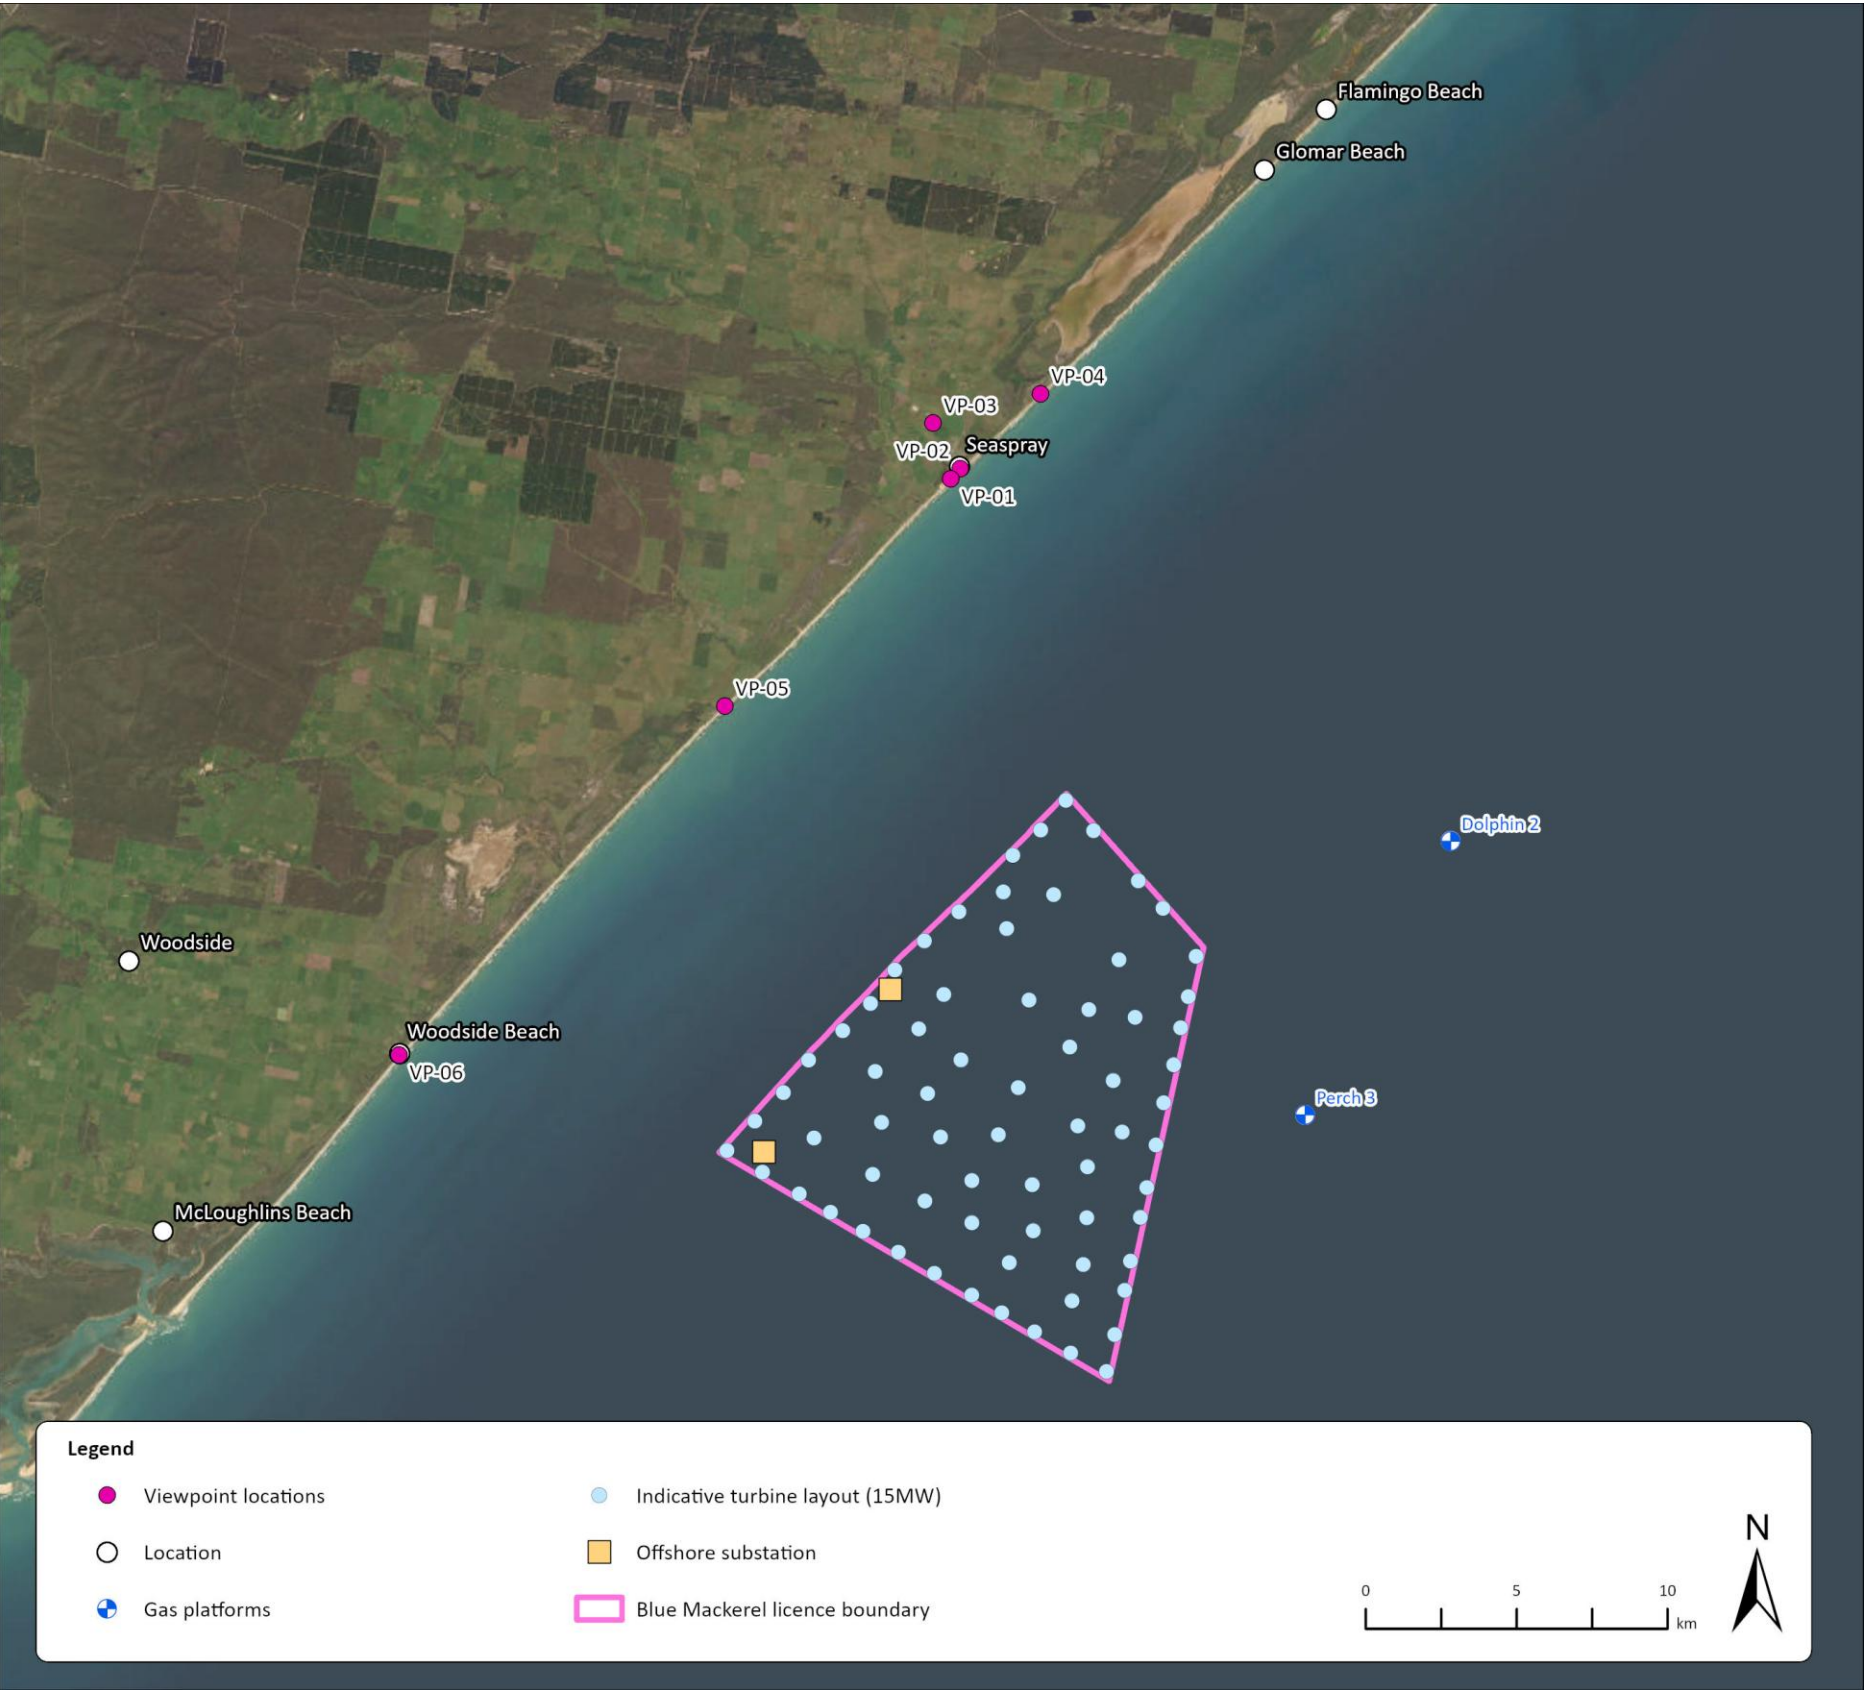 Flamingo Beach
Glomar Beach
VP-04
VP-03
VP-02
Seaspray
VP-01
VP-05
Dolphin 2
Woodside
Woodside Beach
VP-06
Perch 3
McLoughlins Beach
Legend
Viewpoint locations
Location
Gas platforms
Indicative turbine layout (15MW)
Offshore substation
Blue Mackerel licence boundary
0 5 10
km
N